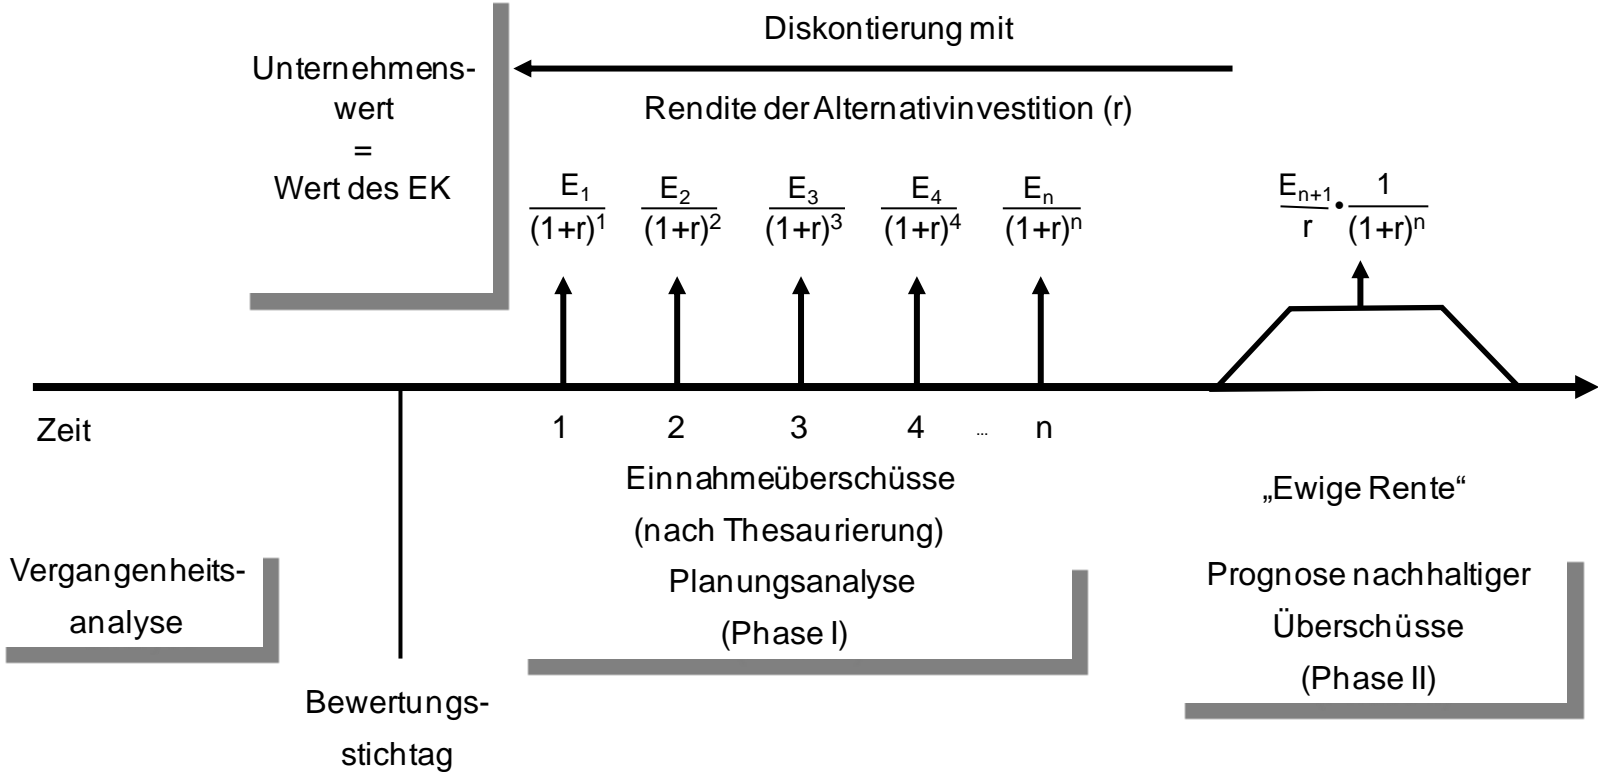 Diskontierung mit
Unternehmens-
wert
=
Wert des EK
Rendite der Alternativinvestition (r)
E₁ E₂ E₃ E₄ Eₙ Eₙ₊₁ 1
(1+r)¹ (1+r)² (1+r)³ (1+r)⁴ (1+r)ⁿ r • (1+r)ⁿ
Zeit
1 2 3 4 ... n
Einnahmeüberschüsse
(nach Thesaurierung)
Planungsanalyse
(Phase I)
„Ewige Rente“
Prognose nachhaltiger
Überschüsse
(Phase II)
Vergangenheits-
analyse
Bewertungs-
stichtag